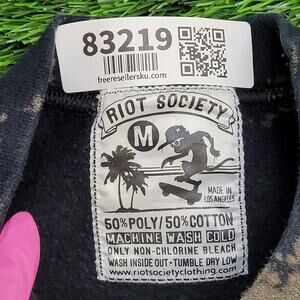 83219
freeresellersku.com
RIOT SOCIETY
M
MADE IN
LOS ANGELES
50% POLY/50% COTTON
MACHINE WASH COLD
ONLY NON-CHLORINE BLEACH
WASH INSIDE OUT · TUMBLE DRY LOW
www.riotsocietyclothing.com